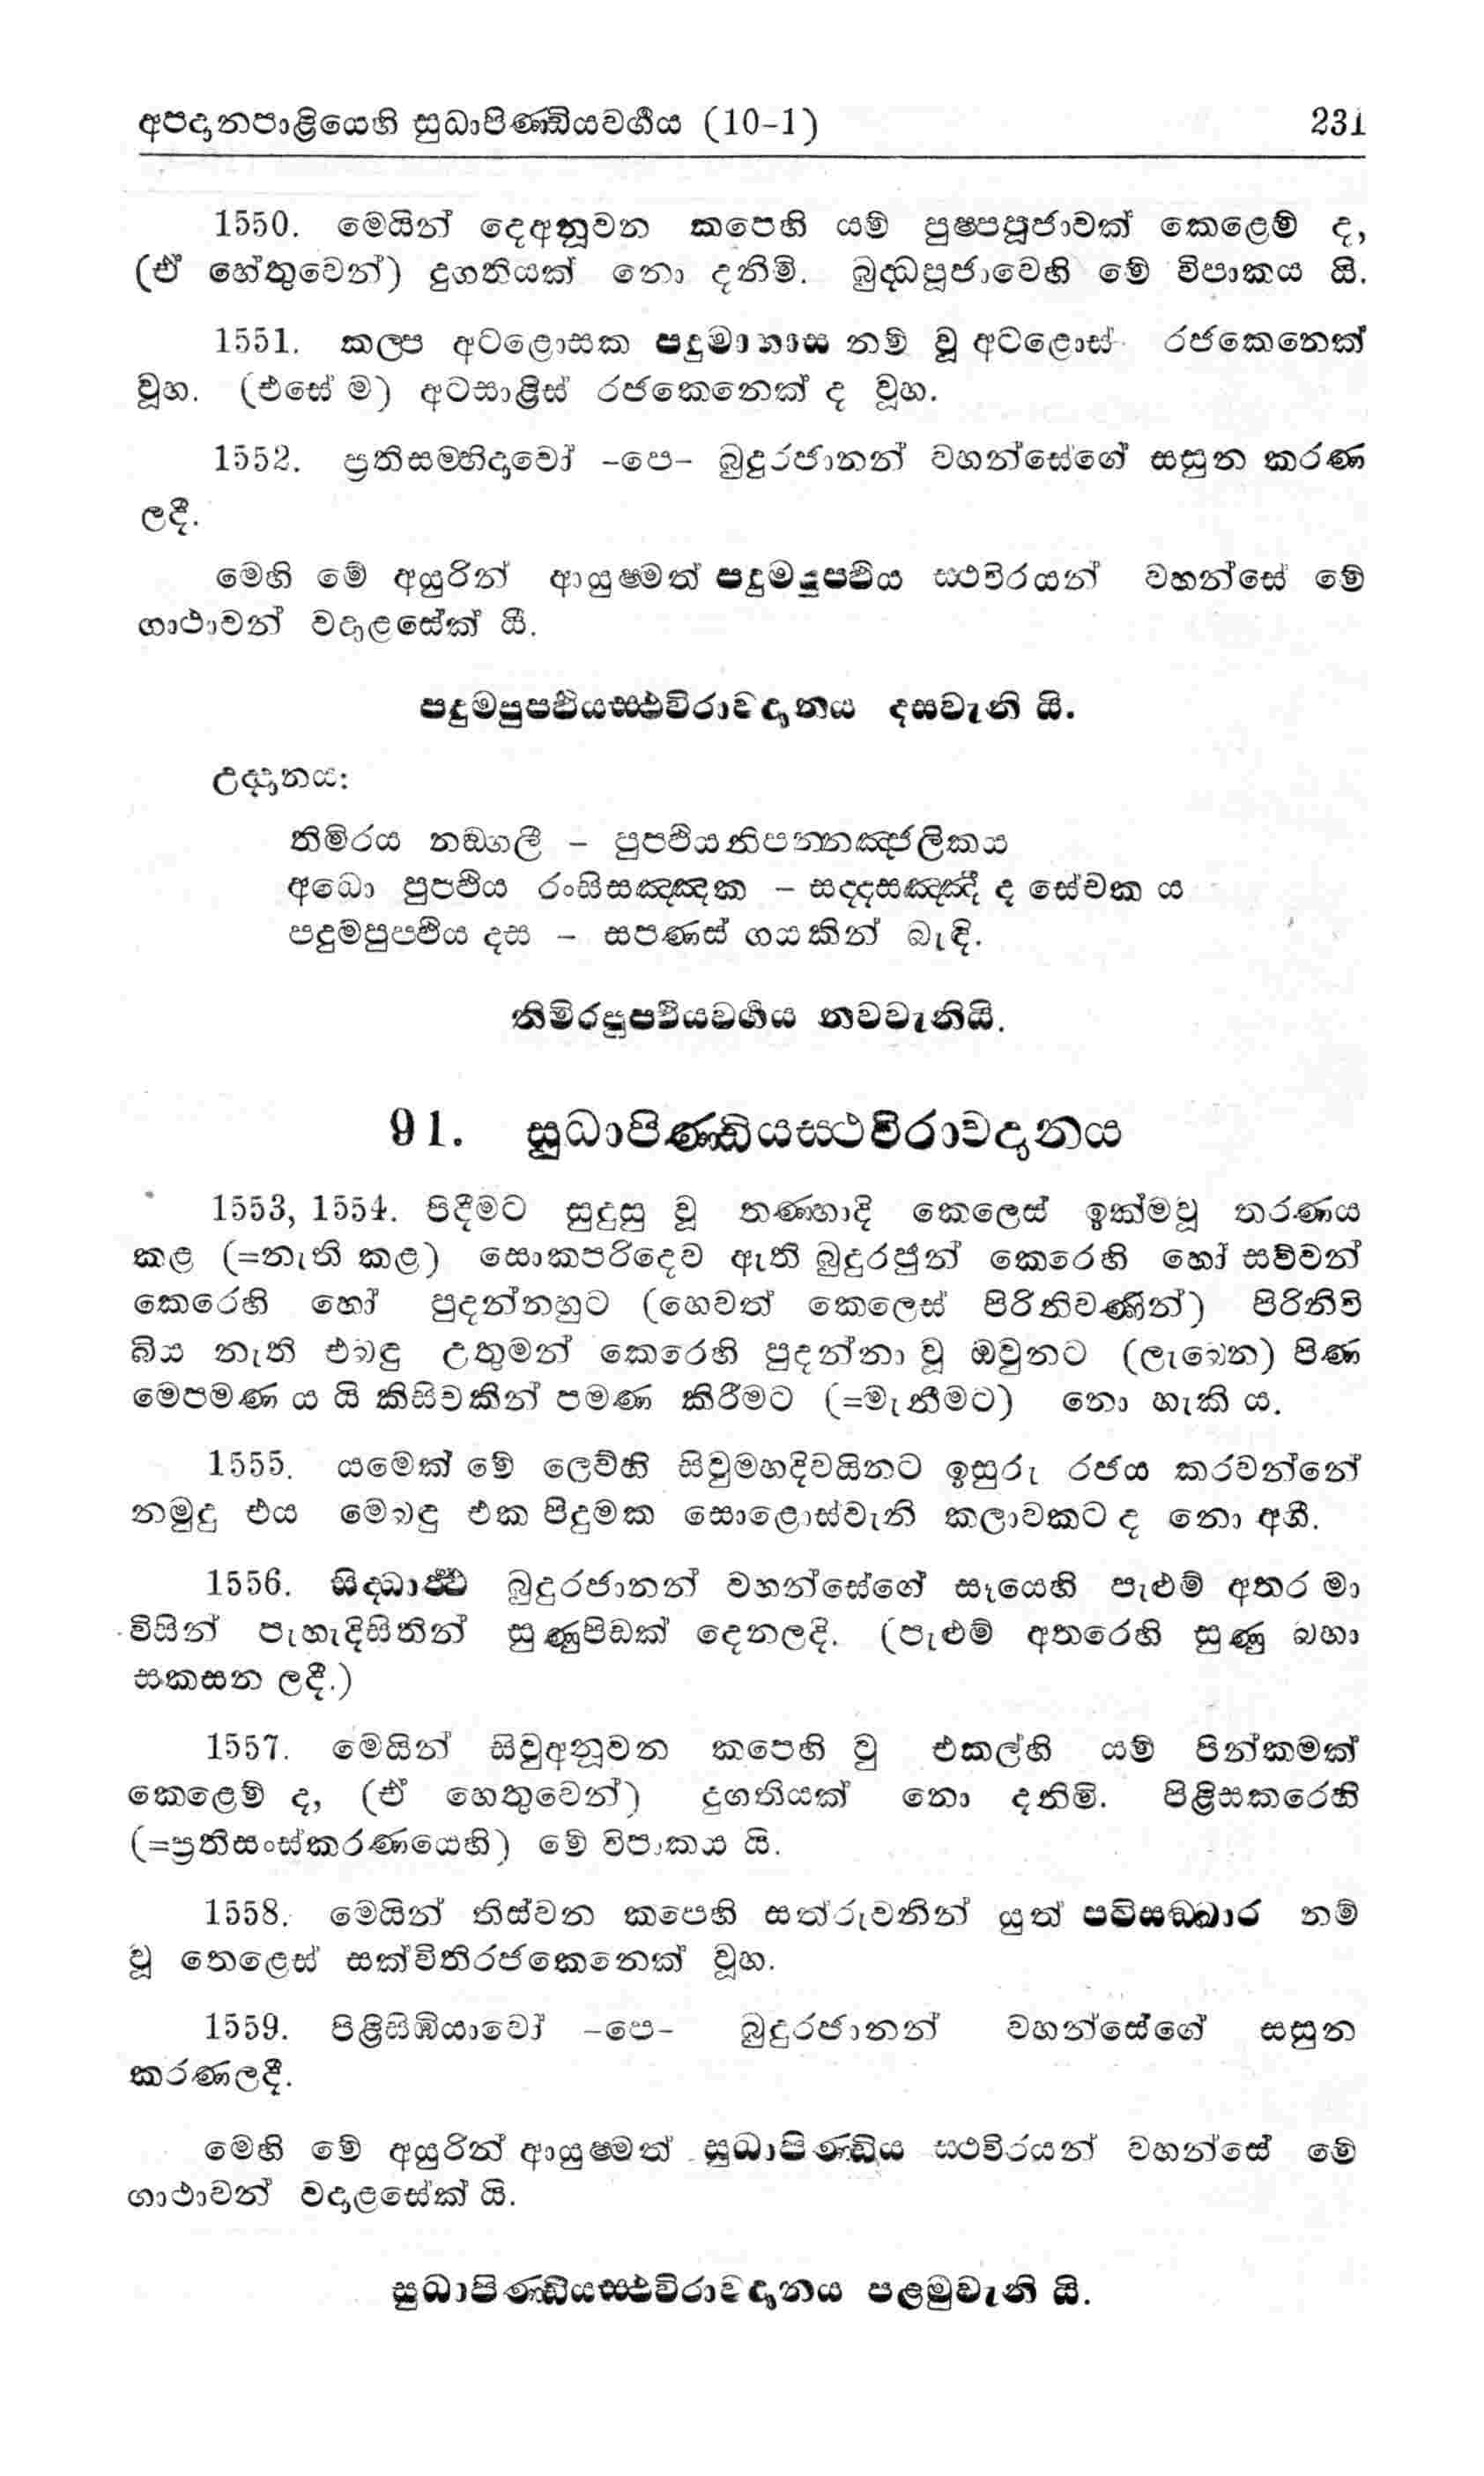 අපදානපාළියෙහි සුධාපිණ්ඩියවර්ගය (10-1) 231
1550. මෙයින් දෙඅනූවන කපෙහි යම් පුෂ්පපූජාවක් කෙළෙම් ද,
(ඒ හේතුවෙන්) දුගතියක් නො දනිමි. බුද්ධපූජාවෙහි මේ විපාකය යි.
1551. කල්ප අටළොසක පදුමාභාස නම් වූ අටළොස් රජකෙනෙක්
වූහ. (එසේ ම) අටසාළිස් රජකෙනෙක් ද වූහ.
1552. ප්‍රතිසම්භිදාවෝ -පෙ- බුදුරජානන් වහන්සේගේ සසුන කරණ
ලදී.
මෙහි මේ අයුරින් ආයුෂ්මත් පදුමපුප්ඵිය ස්ථවිරයන් වහන්සේ මේ
ගාථාවන් වදාළසේක් යී.
පදුමපුප්ඵියස්ථවිරාවදානය දසවැනි යි.
උද්දානය:
තිමිරය නඞ්ගලී – පුප්ඵියනිපන්නඤ්ජලිකය
අධො පුප්ඵිය රංසිසඤ්ඤක – සද්දසඤ්ඤී ද සේචක ය
පදුමපුප්ඵිය දස – සපණස් ගයකින් බැඳි.
තිමිරපුප්ඵියවර්ගය නවවැනියි.
91. සුධාපිණ්ඩියස්ථවිරාවදානය
1553, 1554. පිදීමට සුදුසු වූ තණ්හාදි කෙලෙස් ඉක්මවූ තරණය
කළ (=නැති කළ) සොකපරිදෙව ඇති බුදුරජුන් කෙරෙහි හෝ සව්වන්
කෙරෙහි හෝ පුදන්නහුට (හෙවත් කෙලෙස් පිරිනිවණින්) පිරිනිවි
බිය නැති එබඳු උතුමන් කෙරෙහි පුදන්නා වූ ඔවුනට (ලැබෙන) පිණ
මෙපමණ ය යි කිසිවකින් පමණ කිරීමට (=මැනීමට) නො හැකි ය.
1555. යමෙක් මේ ලෙව්හි සිවුමහදිවයිනට ඉසුරු රජය කරවන්නේ
නමුදු එය මෙබඳු එක පිදුමක සොළොස්වැනි කලාවකට ද නො අගී.
1556. සිද්ධාර්ථ බුදුරජානන් වහන්සේගේ සෑයෙහි පැළුම් අතර මා
විසින් පැහැදිසිතින් සුණුපිඩක් දෙනලදි. (පැළුම් අතරෙහි සුණු බහා
සකසන ලදී.)
1557. මෙයින් සිවුඅනූවන කපෙහි වු එකල්හි යම් පින්කමක්
කෙළෙම් ද, (ඒ හෙතුවෙන්) දුගතියක් නො දනිමි. පිළිසකරෙහි
(=ප්‍රතිසංස්කරණයෙහි) මේ විපාකය යි.
1558. මෙයින් තිස්වන කපෙහි සත්රුවනින් යුත් පටිසඞ්ඛාර නම්
වූ තෙළෙස් සක්විතිරජකෙනෙක් වූහ.
1559. පිළිසිඹියාවෝ -පෙ- බුදුරජානන් වහන්සේගේ සසුන
කරණලදී.
මෙහි මේ අයුරින් ආයුෂ්මත් සුධාපිණ්ඩිය ස්ථවිරයන් වහන්සේ මේ
ගාථාවන් වදාළසේක් යි.
සුධාපිණ්ඩියස්ථවිරාවදානය පළමුවැනි යි.